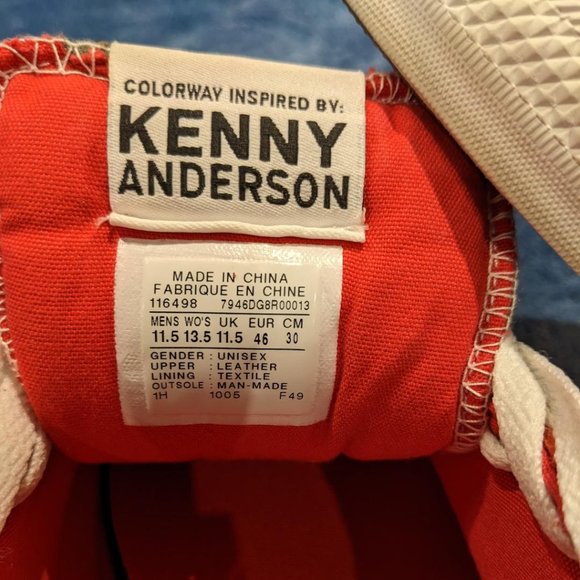 COLORWAY INSPIRED BY:
KENNY
ANDERSON
MADE IN CHINA
FABRIQUE EN CHINE
116498 7946DG8R00013
MENS WO'S UK EUR CM
11.5 13.5 11.5 46 30
GENDER : UNISEX
UPPER : LEATHER
LINING : TEXTILE
OUTSOLE : MAN-MADE
1H 1005 F49